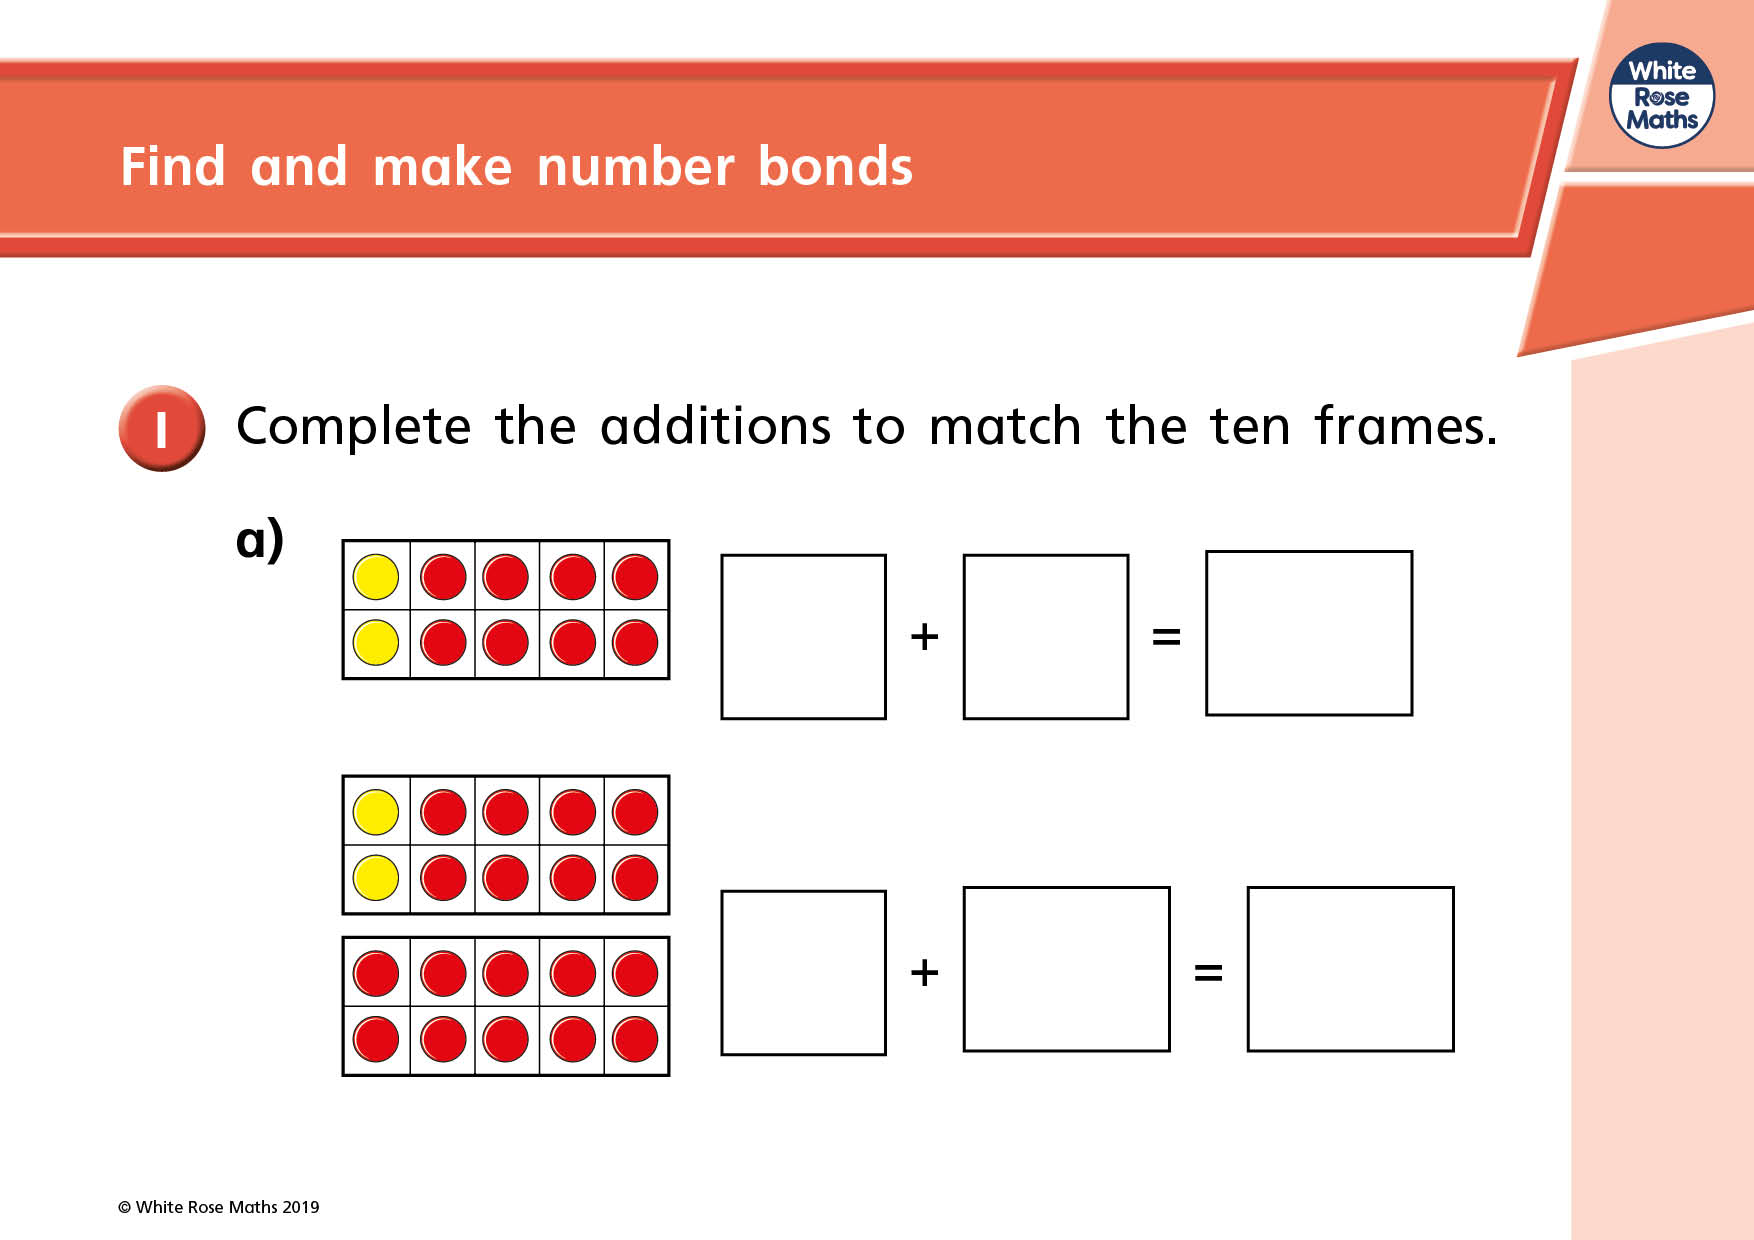 White
Rose
Maths
Find and make number bonds
1 Complete the additions to match the ten frames.
a)
+ =
+ =
© White Rose Maths 2019